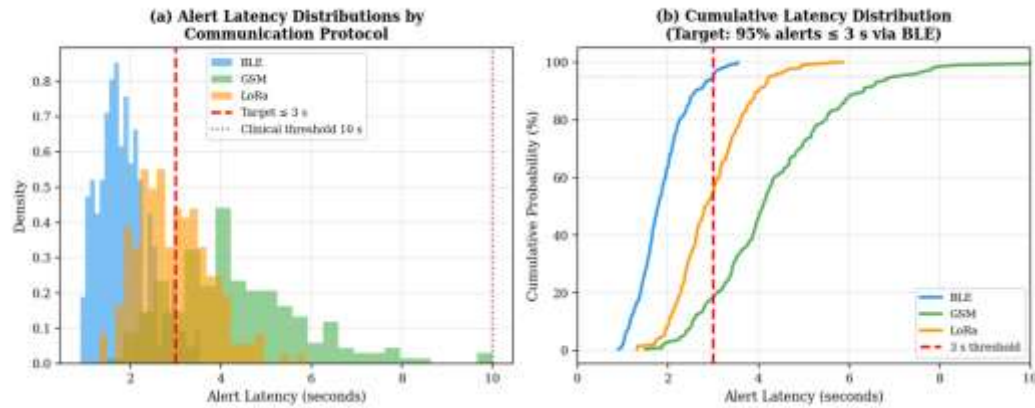 (a) Alert Latency Distributions by
Communication Protocol
0.8
0.7
0.6
0.5
0.4
0.3
0.2
0.1
0.0
Density
2
4
6
8
10
Alert Latency (seconds)
BLE
GSM
LoRa
Target ≤ 3 s
Clinical threshold 10 s
(b) Cumulative Latency Distribution
(Target: 95% alerts ≤ 3 s via BLE)
100
80
60
40
20
0
Cumulative Probability (%)
0
2
4
6
8
10
Alert Latency (seconds)
BLE
GSM
LoRa
3 s threshold